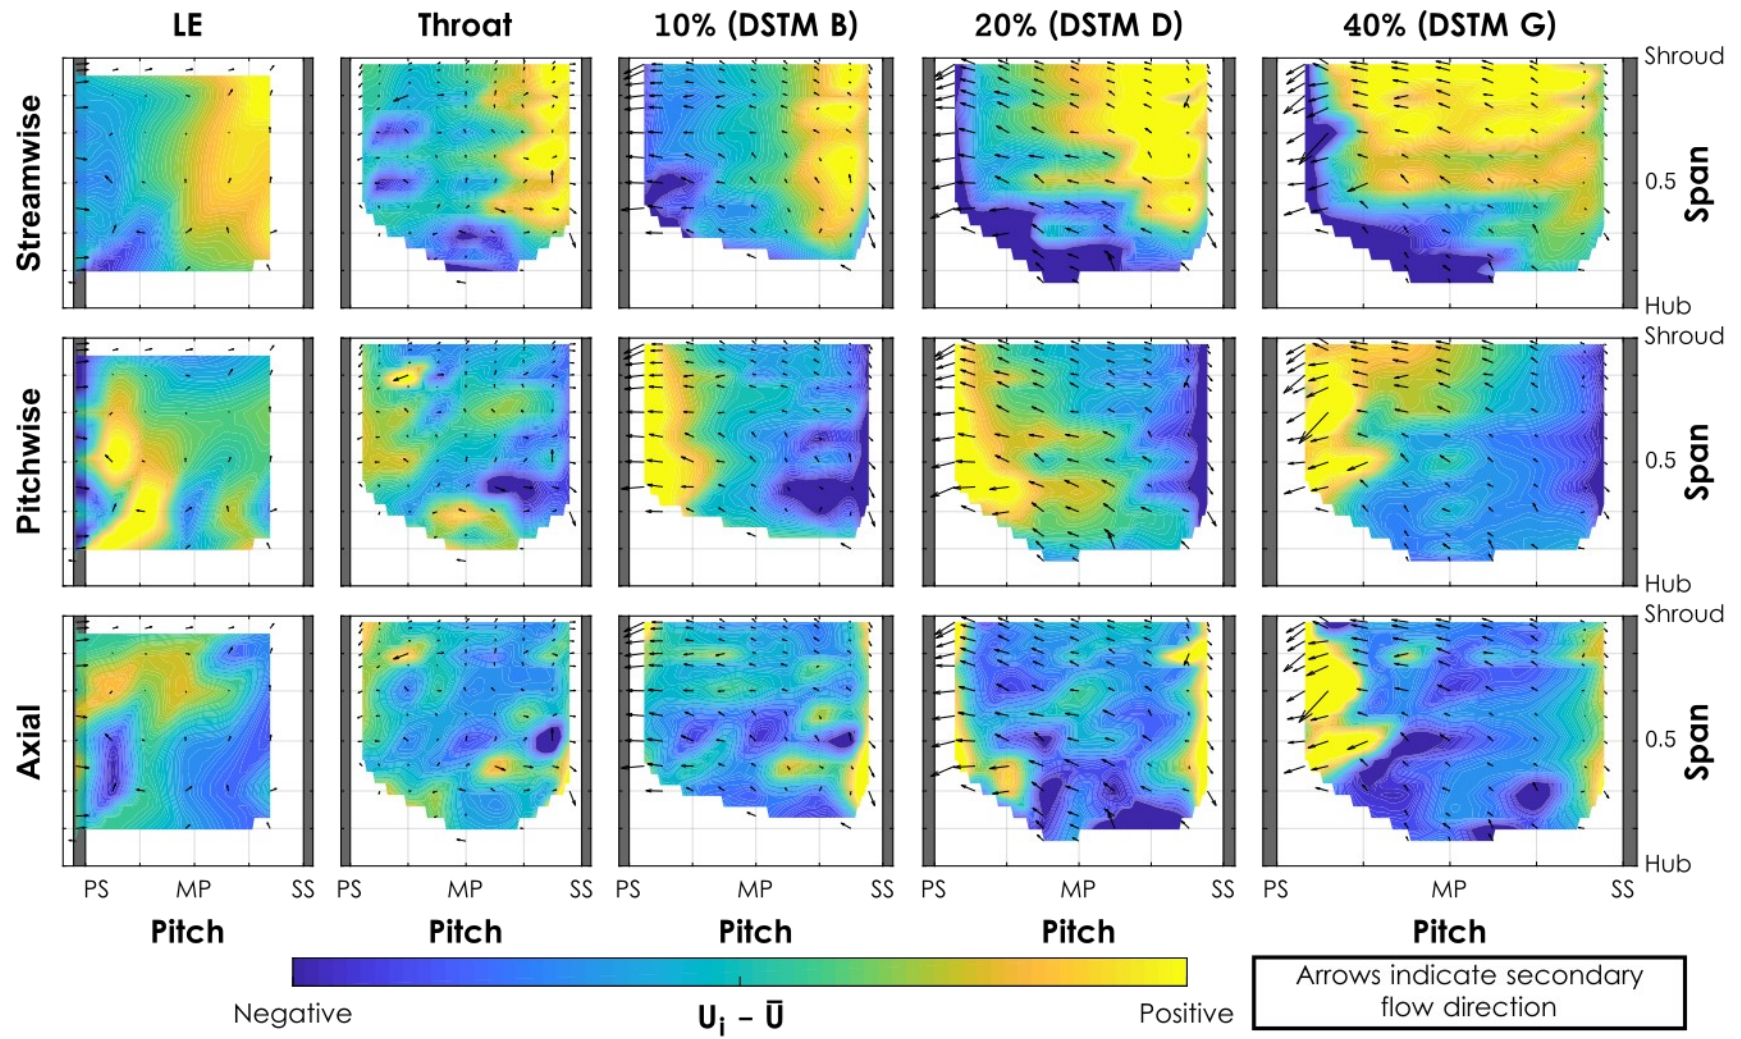 LE Throat 10% (DSTM B) 20% (DSTM D) 40% (DSTM G)
Shroud
Streamwise
0.5
Span
Hub
Shroud
Pitchwise
0.5
Span
Hub
Shroud
Axial
0.5
Span
Hub
PS MP SS PS MP SS PS MP SS PS MP SS PS MP SS
Pitch Pitch Pitch Pitch Pitch
Negative Positive
Uᵢ – U̅
Arrows indicate secondary
flow direction